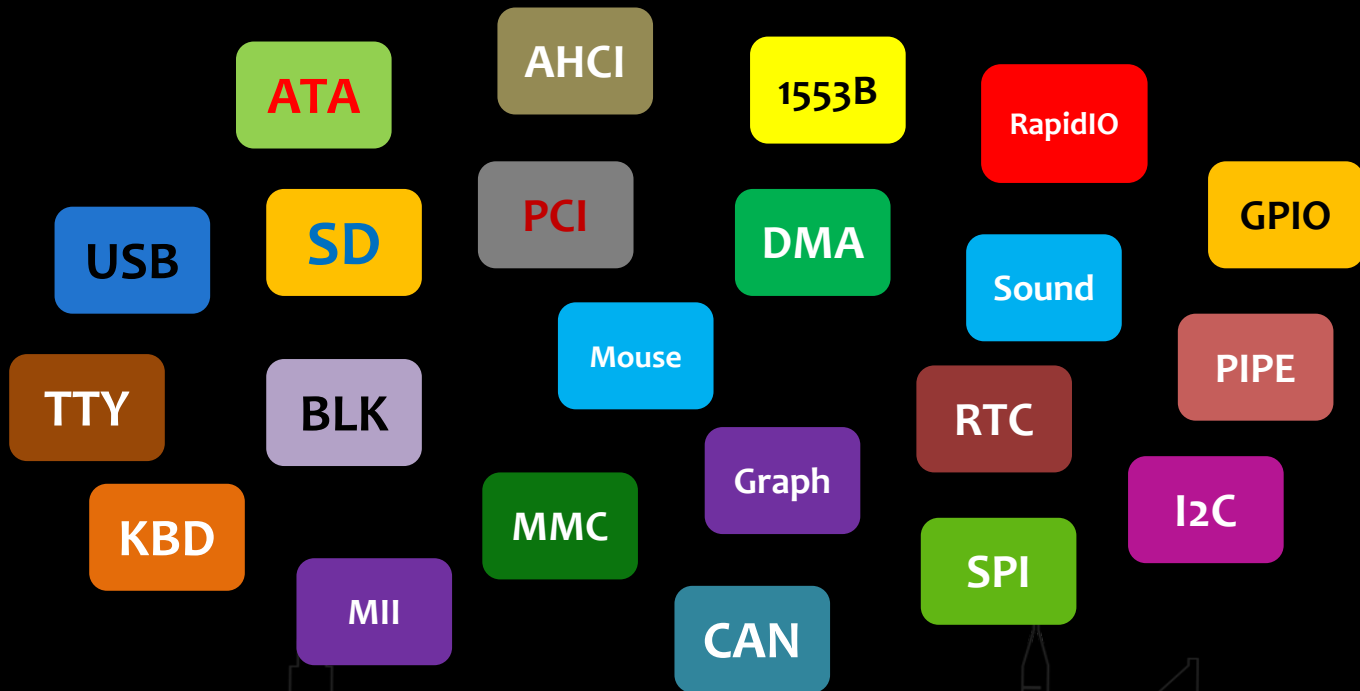 AHCI
ATA
1553B
RapidIO
PCI
GPIO
SD
DMA
USB
Sound
Mouse
PIPE
TTY
BLK
RTC
Graph
I2C
MMC
KBD
SPI
MII
CAN